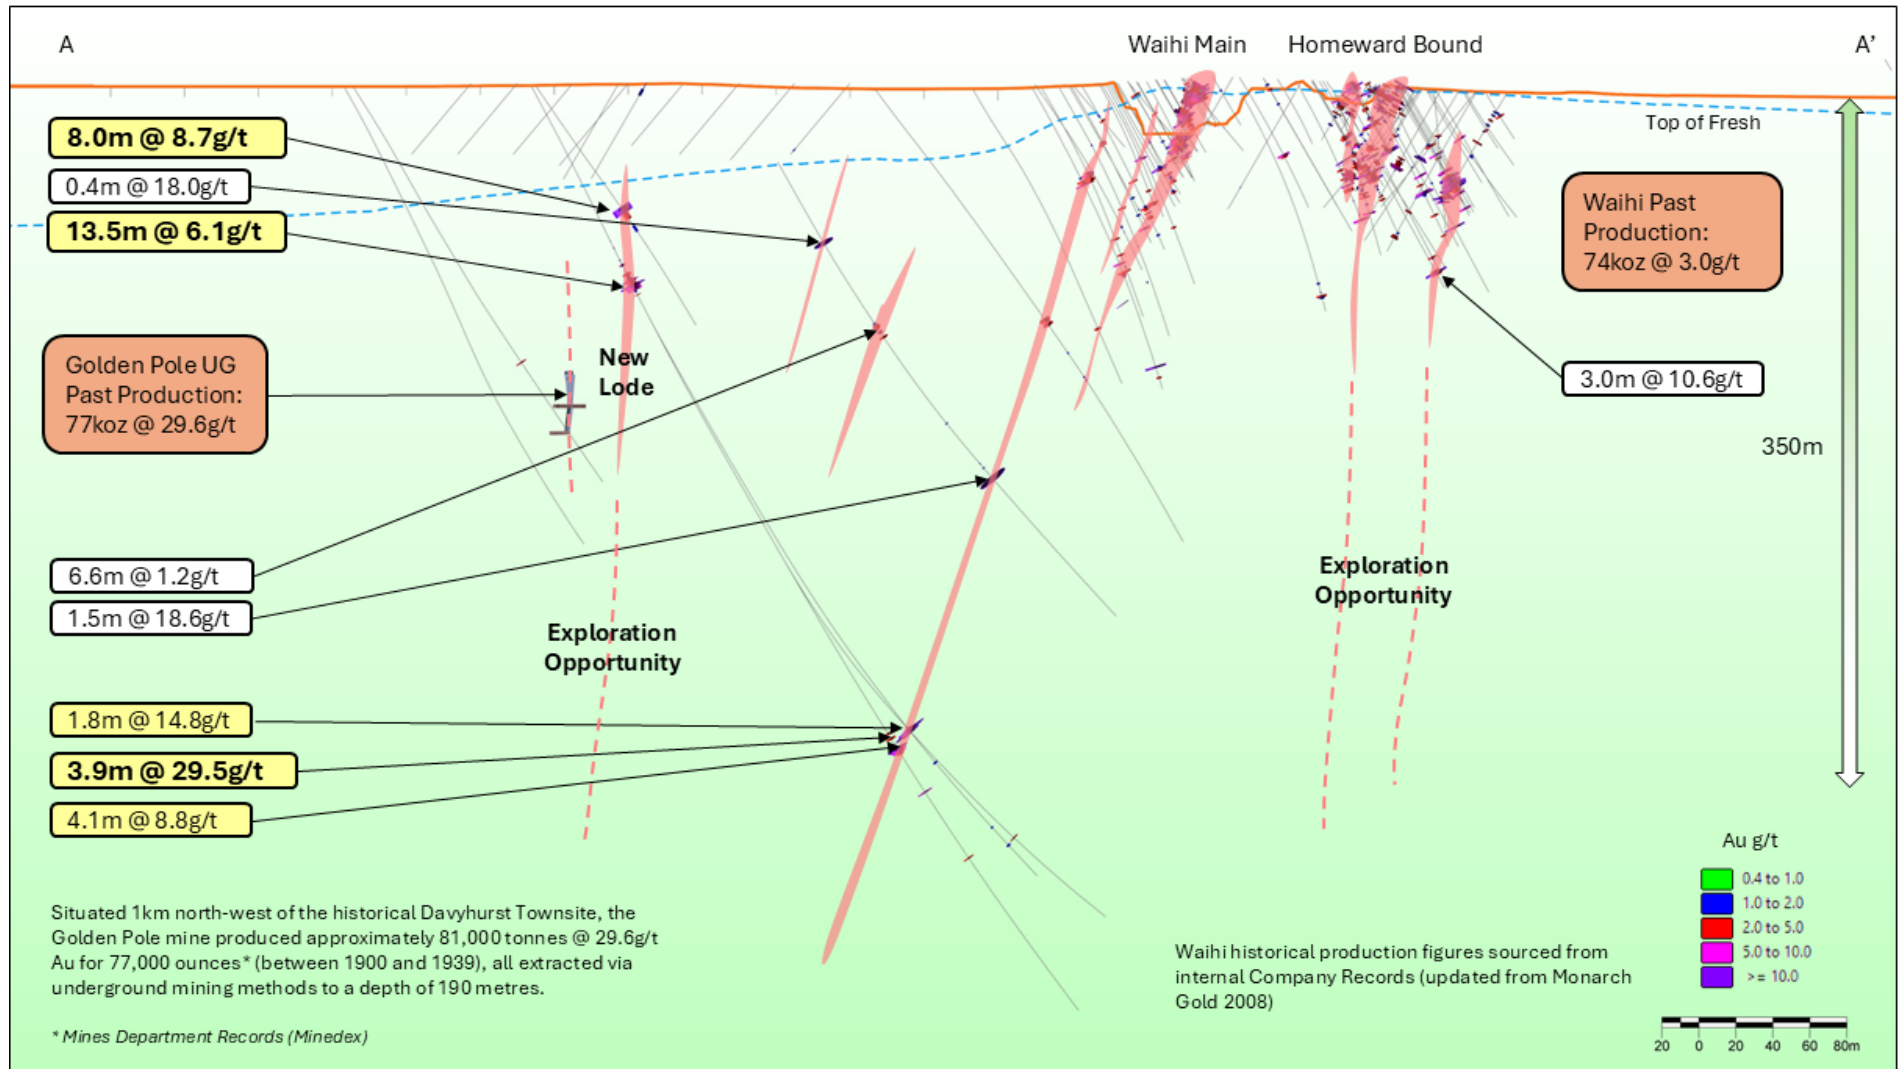 A
Waihi Main
Homeward Bound
A’
8.0m @ 8.7g/t
0.4m @ 18.0g/t
13.5m @ 6.1g/t
Top of Fresh
Waihi Past
Production:
74koz @ 3.0g/t
Golden Pole UG
Past Production:
77koz @ 29.6g/t
New
Lode
3.0m @ 10.6g/t
350m
6.6m @ 1.2g/t
1.5m @ 18.6g/t
Exploration
Opportunity
Exploration
Opportunity
1.8m @ 14.8g/t
3.9m @ 29.5g/t
4.1m @ 8.8g/t
Situated 1km north-west of the historical Davyhurst Townsite, the
Golden Pole mine produced approximately 81,000 tonnes @ 29.6g/t
Au for 77,000 ounces* (between 1900 and 1939), all extracted via
underground mining methods to a depth of 190 metres.
* Mines Department Records (Minedex)
Waihi historical production figures sourced from
internal Company Records (updated from Monarch
Gold 2008)
Au g/t
0.4 to 1.0
1.0 to 2.0
2.0 to 5.0
5.0 to 10.0
>= 10.0
20 0 20 40 60 80m